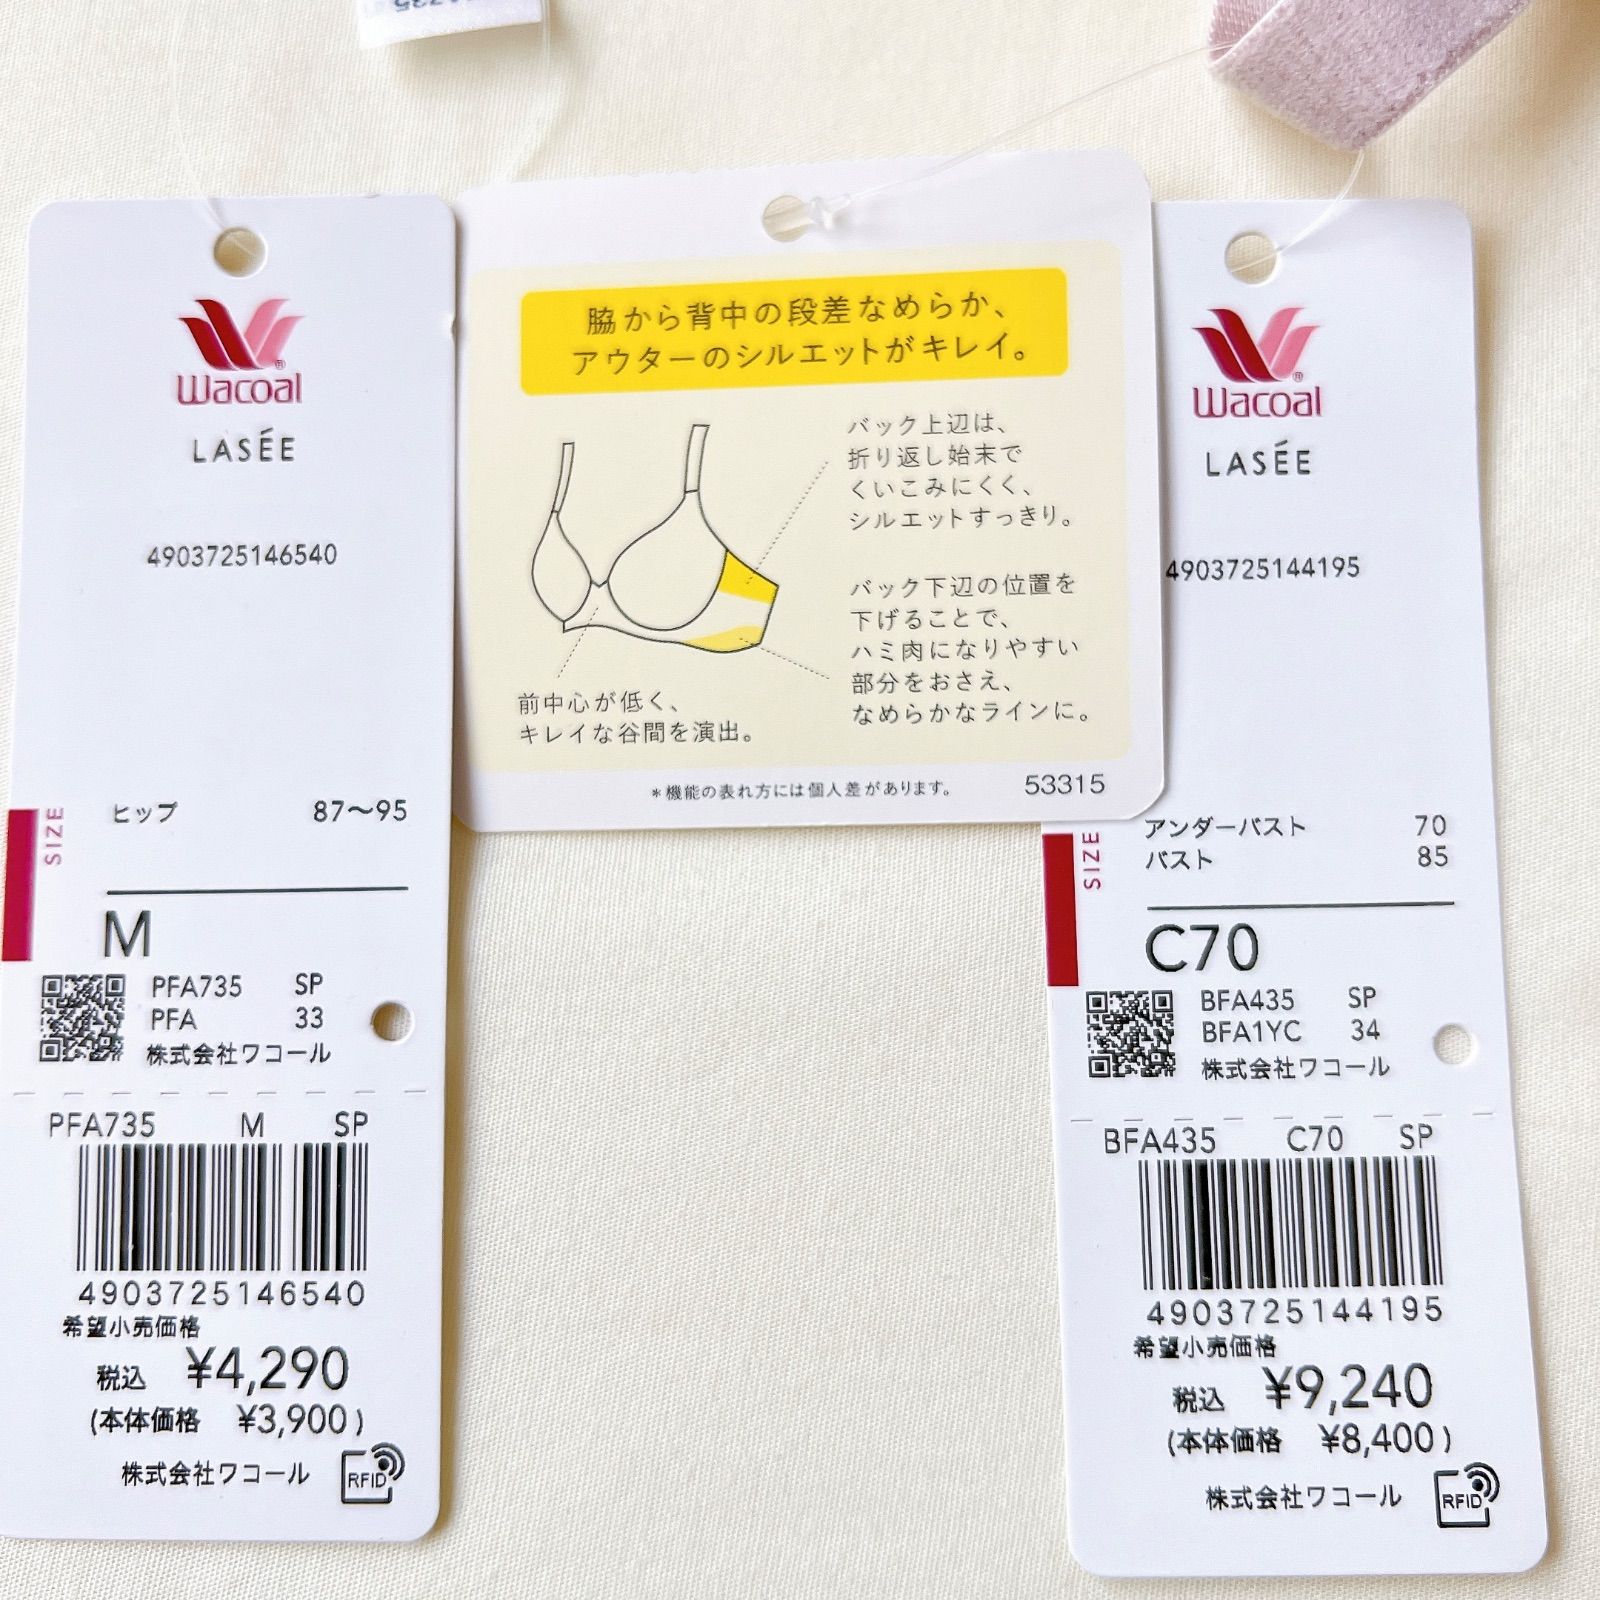 Wacoal
LASÉE
4903725146540
ヒップ 87〜95
SIZE
M
PFA735 SP
PFA 33
株式会社ワコール
PFA735 M SP
4903725146540
希望小売価格
税込 ¥4,290
(本体価格 ¥3,900)
株式会社ワコール
RFID
脇から背中の段差なめらか、
アウターのシルエットがキレイ。
バック上辺は、
折り返し始末で
くいこみにくく、
シルエットすっきり。
バック下辺の位置を
下げることで、
ハミ肉になりやすい
部分をおさえ、
なめらかなラインに。
前中心が低く、
キレイな谷間を演出。
*機能の表れ方には個人差があります。 53315
Wacoal
LASÉE
4903725144195
アンダーバスト 70
バスト 85
SIZE
C70
BFA435 SP
BFA1YC 34
株式会社ワコール
BFA435 C70 SP
4903725144195
希望小売価格
税込 ¥9,240
(本体価格 ¥8,400)
株式会社ワコール
RFID